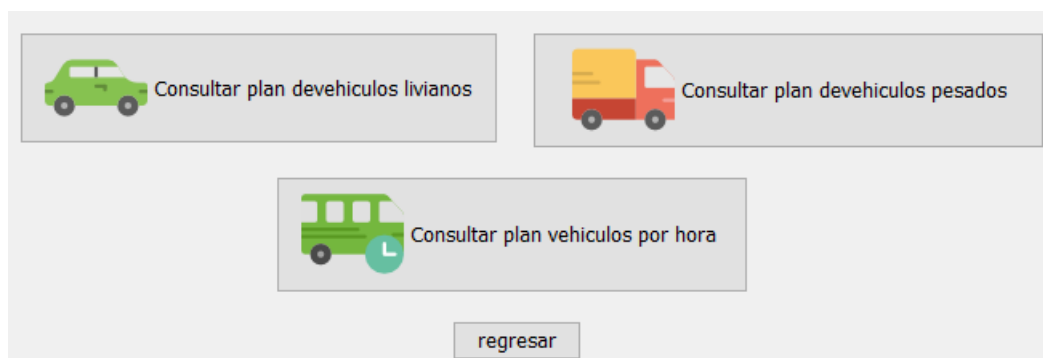 Consultar plan devehiculos livianos
Consultar plan devehiculos pesados
Consultar plan vehiculos por hora
regresar